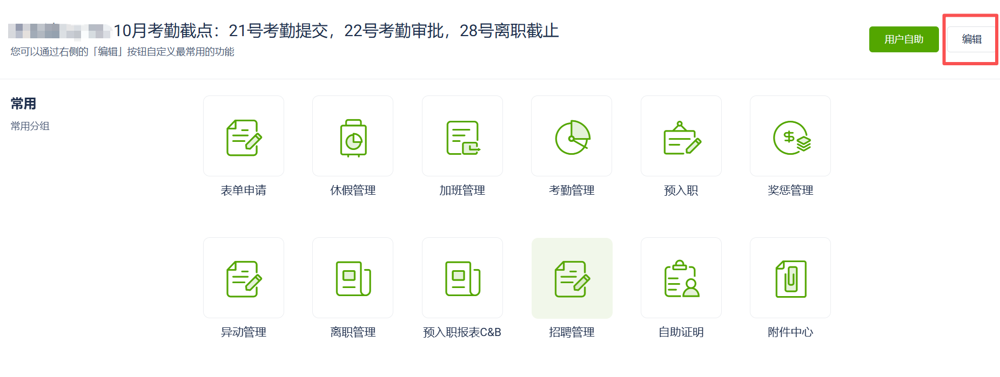 10月考勤截点：21号考勤提交，22号考勤审批，28号离职截止
您可以通过右侧的「编辑」按钮自定义最常用的功能
用户自助
编辑
常用
常用分组
表单申请
休假管理
加班管理
考勤管理
预入职
奖惩管理
异动管理
离职管理
预入职报表C&B
招聘管理
自助证明
附件中心